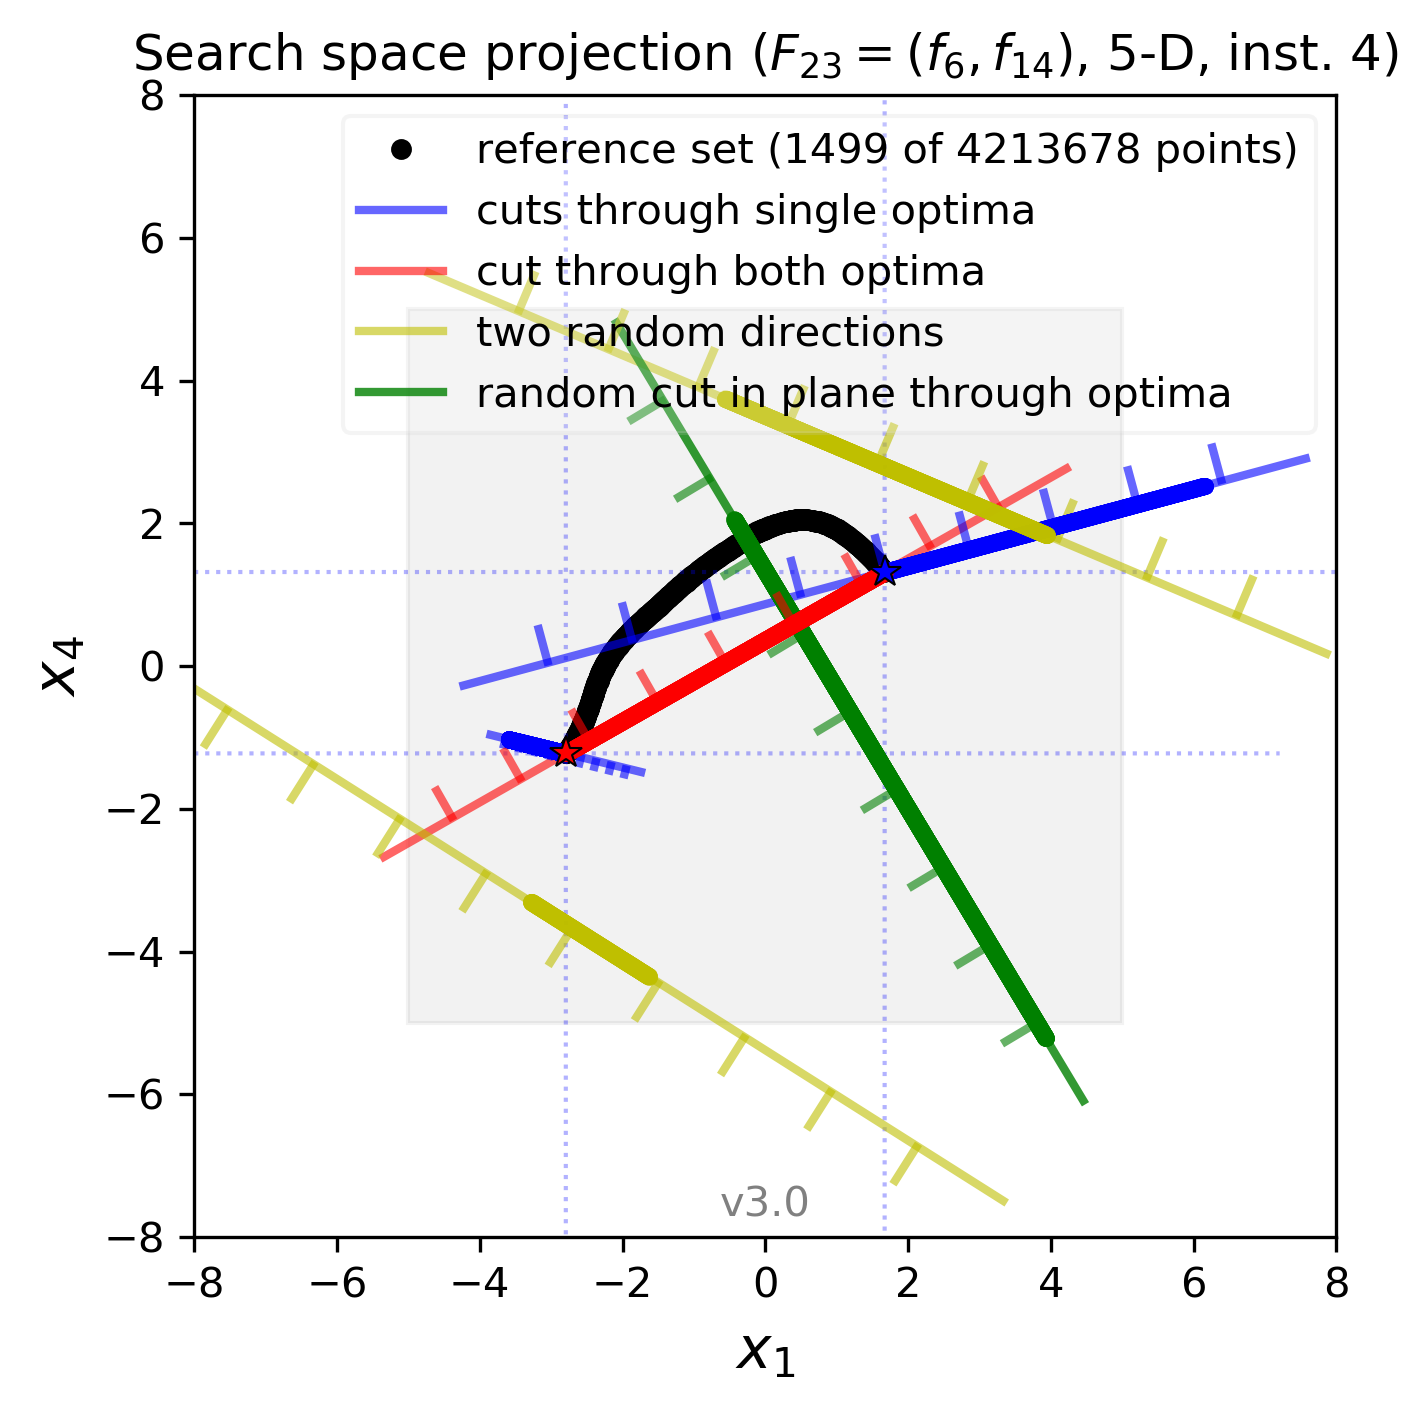 Search space projection (F23 = (f6, f14), 5-D, inst. 4)
8
reference set (1499 of 4213678 points)
cuts through single optima
6
cut through both optima
two random directions
4
random cut in plane through optima
2
x4
0
−2
−4
−6
v3.0
−8
−8 −6 −4 −2 0 2 4 6 8
x1